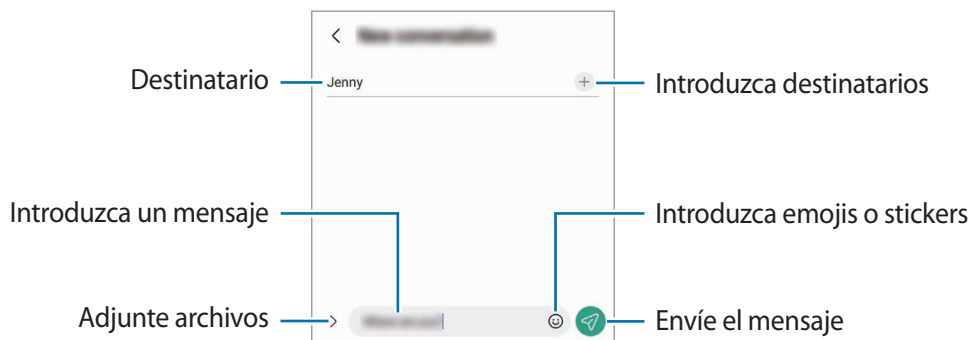 Destinatario
Jenny
Introduzca destinatarios
Introduzca un mensaje
Introduzca emojis o stickers
Adjunte archivos
Envíe el mensaje